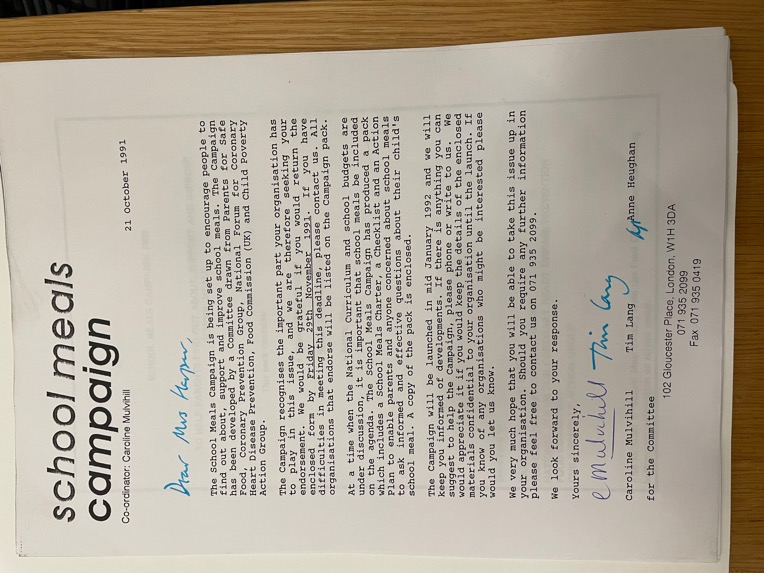 school meals
campaign
Co-ordinator: Caroline Mulvihill
21 October 1991
Dear Mrs Harper,
The School Meals Campaign is being set up to encourage people to
find out about, support and improve school meals. The Campaign
has been developed by a Committee drawn from Parents for Safe
Food, Coronary Prevention Group, National Forum for Coronary
Heart Disease Prevention, Food Commission (UK) and Child Poverty
Action Group.
The Campaign recognises the important part your organisation has
to play in this issue, and we are therefore seeking your
endorsement. We would be grateful if you would return the
enclosed form by Friday 29th November 1991. If you have
difficulties in meeting this deadline please contact us. All
organisations that endorse will be listed on the Campaign pack.
At a time when the National Curriculum and school budgets are
under discussion, it is important that school meals be included
on the agenda. The School Meals Campaign has produced a pack
which includes a School Meals Charter, a Checklist and an Action
Plan to enable parents and anyone concerned about school meals
to ask informed and effective questions about their child's
school meal. A copy of the pack is enclosed.
The Campaign will be launched in mid January 1992 and we will
keep you informed of developments. If there is anything you can
suggest to help the Campaign, please phone or write to us. We
would appreciate it if you would keep the details of the enclosed
materials confidential to your organisation until the launch. If
you know of any organisations who might be interested please
would you let us know.
We very much hope that you will be able to take this issue up in
your organisation. Should you require any further information
please feel free to contact us on 071 935 2099.
We look forward to your response.
Yours sincerely,
C Mulvihill Tim Lang
Caroline Mulvihill Tim Lang pp Anne Heughan
for the Committee
102 Gloucester Place, London, W1H 3DA
071 935 2099
Fax 071 935 0419